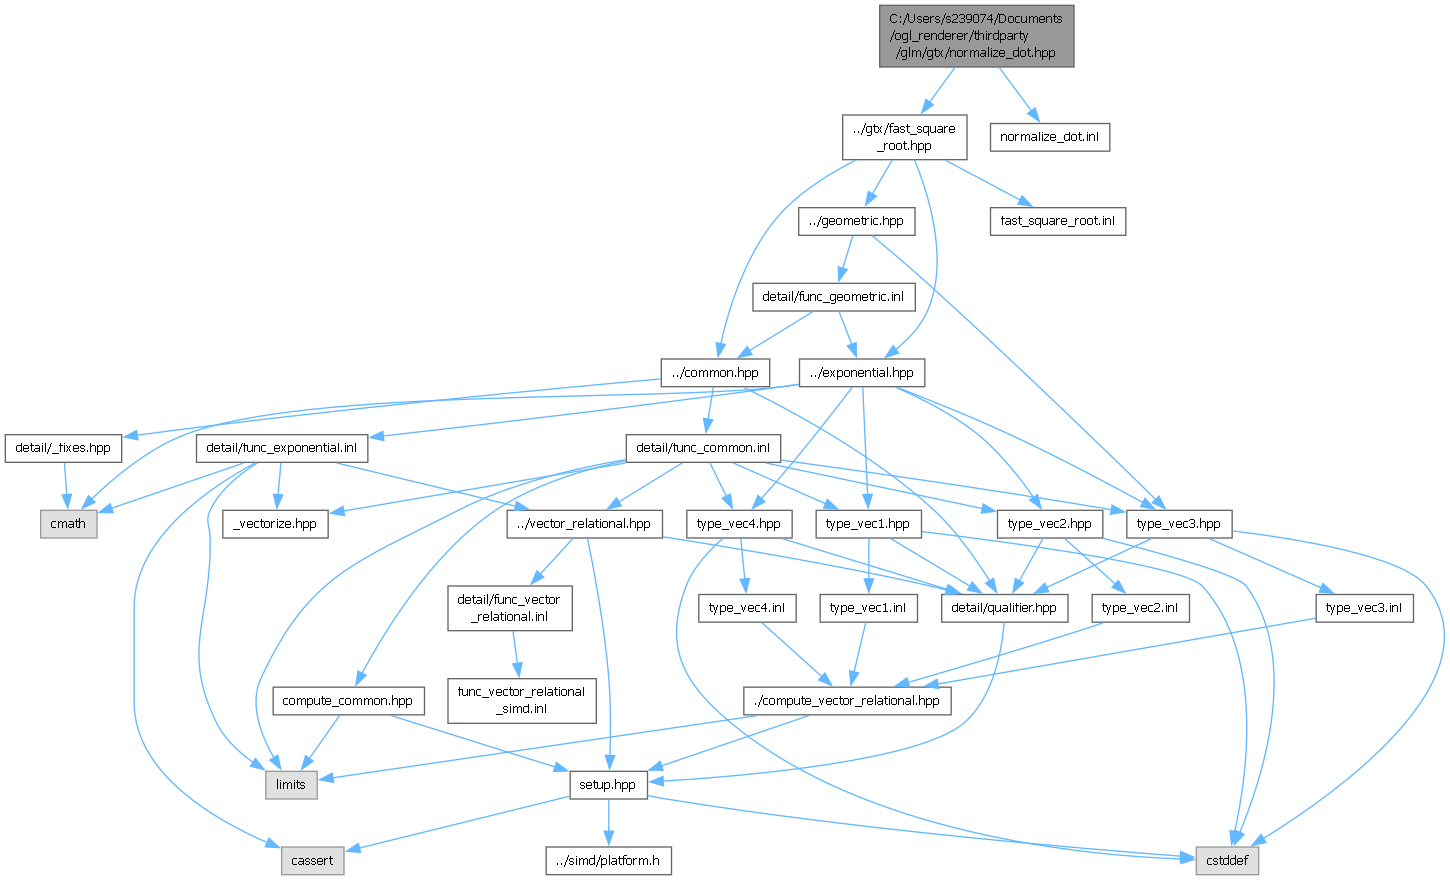 C:/Users/s239074/Documents
/ogl_renderer/thirdparty
/glm/gtx/normalize_dot.hpp
../gtx/fast_square
_root.hpp
normalize_dot.inl
../geometric.hpp
fast_square_root.inl
detail/func_geometric.inl
../common.hpp
../exponential.hpp
detail/_fixes.hpp
detail/func_exponential.inl
detail/func_common.inl
cmath
_vectorize.hpp
../vector_relational.hpp
type_vec4.hpp
type_vec1.hpp
type_vec2.hpp
type_vec3.hpp
detail/func_vector
_relational.inl
type_vec4.inl
type_vec1.inl
detail/qualifier.hpp
type_vec2.inl
type_vec3.inl
compute_common.hpp
func_vector_relational
_simd.inl
./compute_vector_relational.hpp
limits
setup.hpp
cassert
../simd/platform.h
cstddef